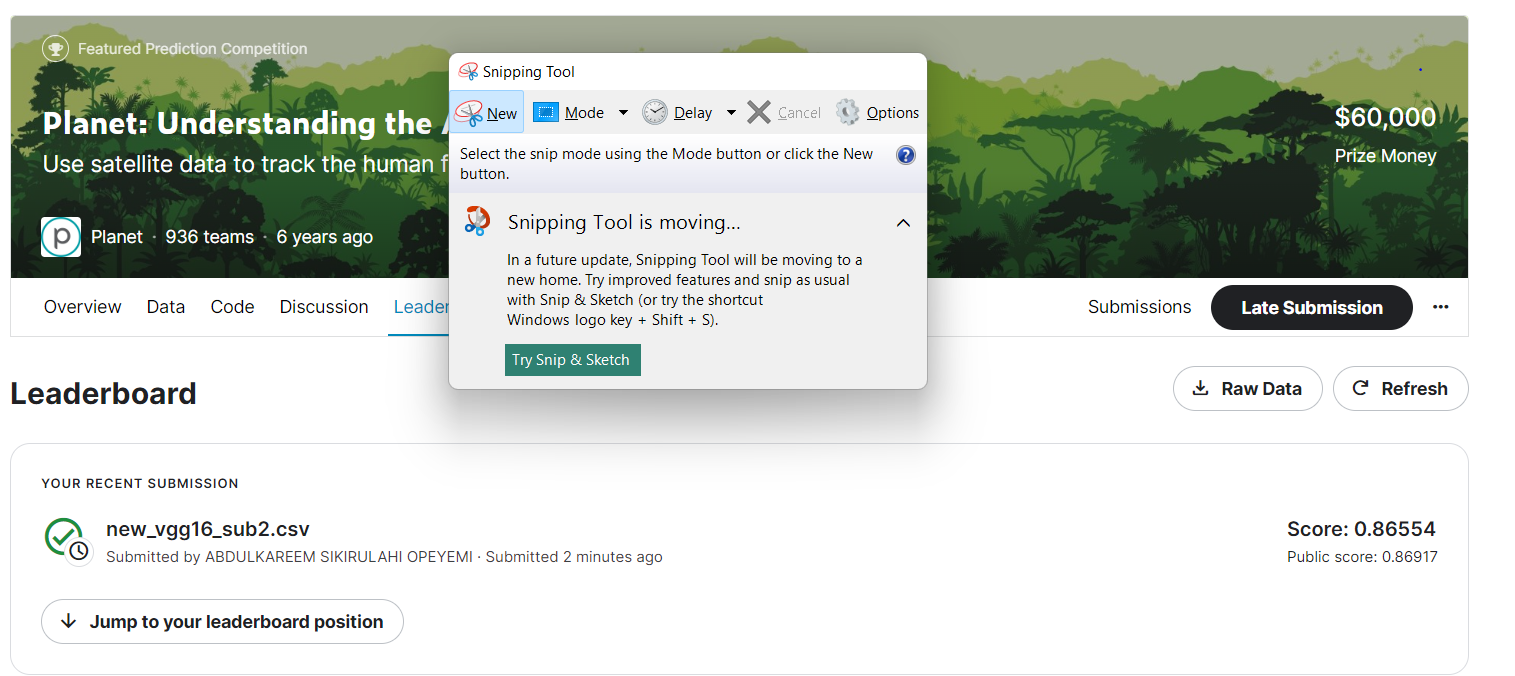 Featured Prediction Competition
Planet: Understanding the
Use satellite data to track the human
$60,000
Prize Money
p
Planet · 936 teams · 6 years ago
Snipping Tool
New Mode Delay Cancel Options
Select the snip mode using the Mode button or click the New
button.
?
Snipping Tool is moving...
In a future update, Snipping Tool will be moving to a
new home. Try improved features and snip as usual
with Snip & Sketch (or try the shortcut
Windows logo key + Shift + S).
Try Snip & Sketch
Overview Data Code Discussion Leader Submissions Late Submission ...
Leaderboard
Raw Data Refresh
YOUR RECENT SUBMISSION
new_vgg16_sub2.csv
Submitted by ABDULKAREEM SIKIRULAHI OPEYEMI · Submitted 2 minutes ago
Score: 0.86554
Public score: 0.86917
Jump to your leaderboard position